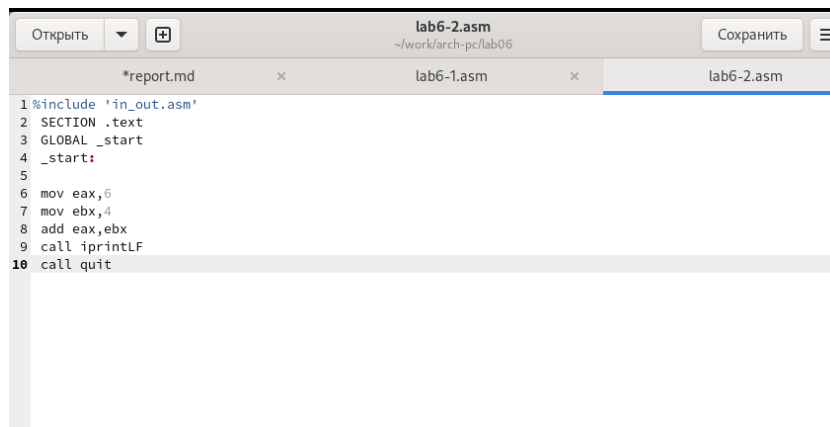 Открыть
lab6-2.asm
~/work/arch-pc/lab06
Сохранить
*report.md × lab6-1.asm × lab6-2.asm
1 %include 'in_out.asm'
2 SECTION .text
3 GLOBAL _start
4 _start:
5
6 mov eax,6
7 mov ebx,4
8 add eax,ebx
9 call iprintLF
10 call quit